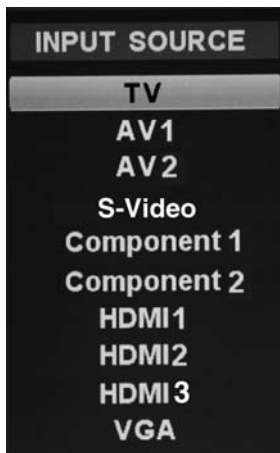 INPUT SOURCE
TV
AV1
AV2
S-Video
Component 1
Component 2
HDMI1
HDMI2
HDMI3
VGA